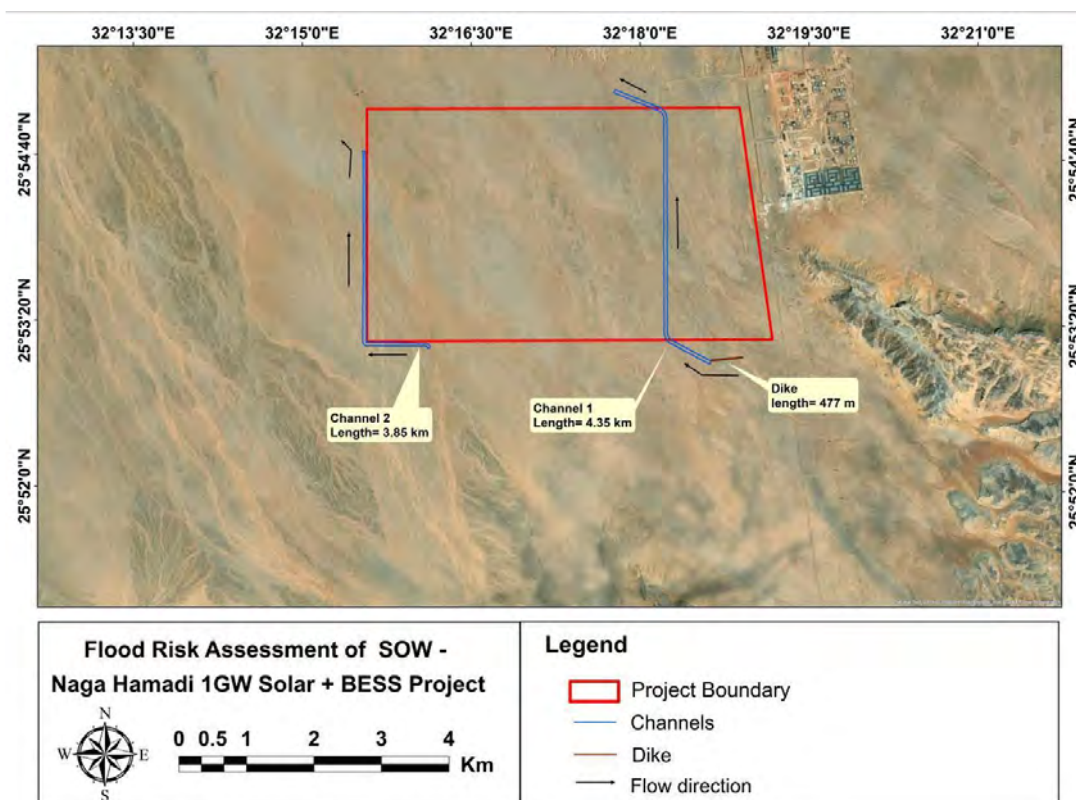 32°13'30"E 32°15'0"E 32°16'30"E 32°18'0"E 32°19'30"E 32°21'0"E
25°54'40"N 25°54'40"N
25°53'20"N 25°53'20"N
25°52'0"N 25°52'0"N
Channel 2
Length= 3.85 km
Channel 1
Length= 4.35 km
Dike
length= 477 m
Flood Risk Assessment of SOW -
Naga Hamadi 1GW Solar + BESS Project
N
W E
S
0 0.5 1 2 3 4
Km
Legend
Project Boundary
Channels
Dike
Flow direction